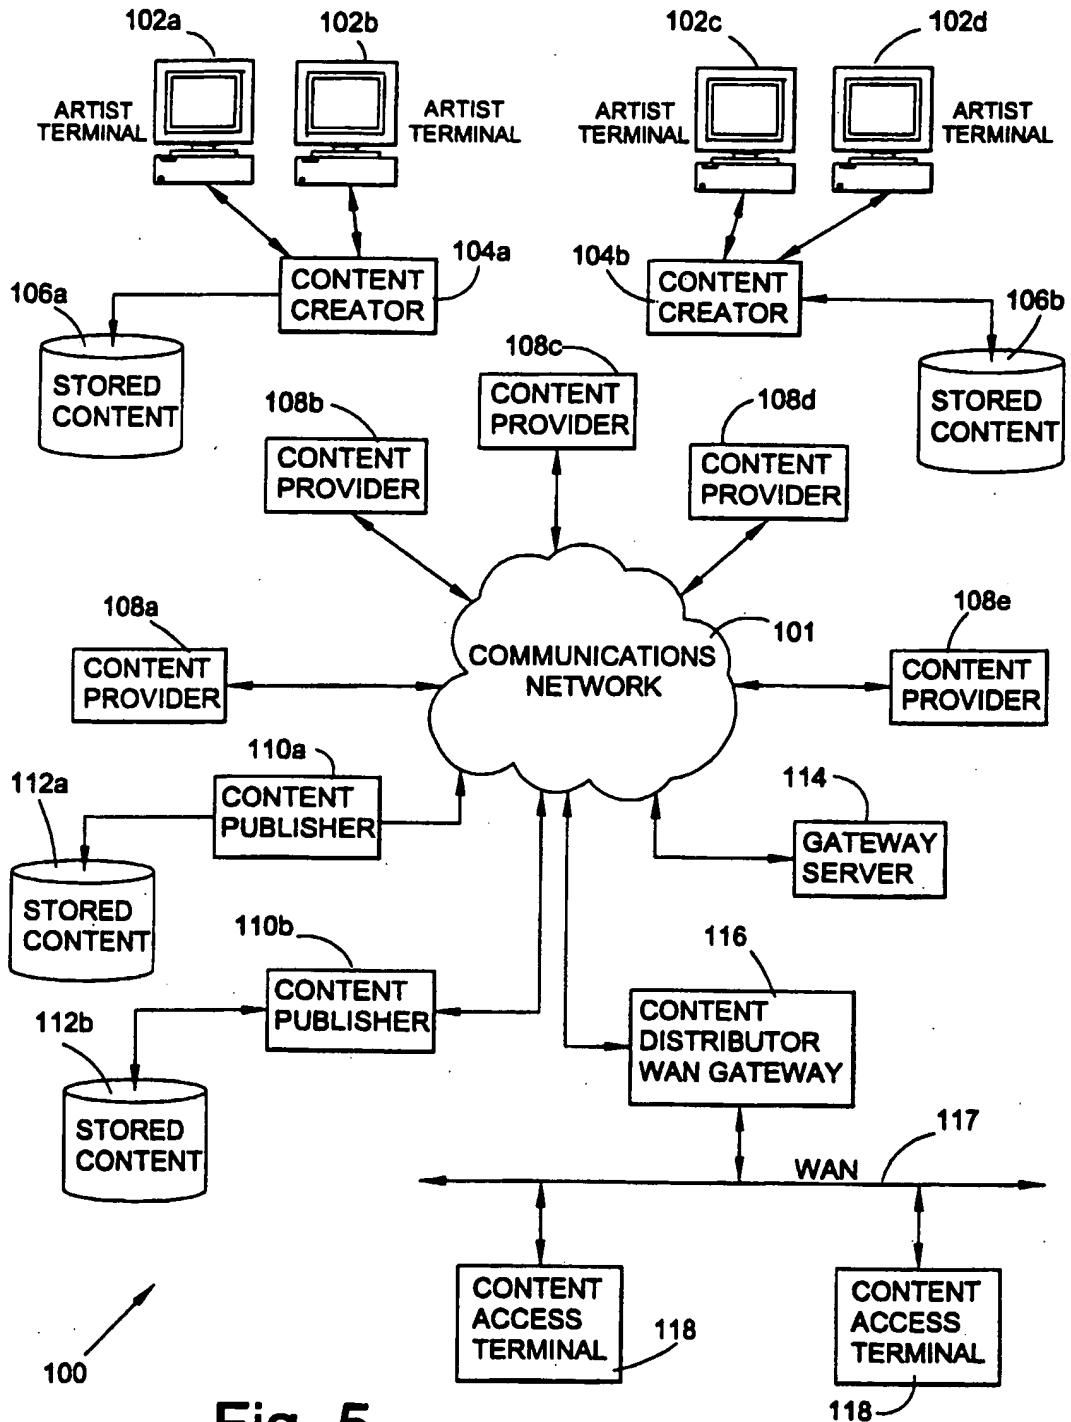 102a
102b
102c
102d
ARTIST
TERMINAL
ARTIST
TERMINAL
ARTIST
TERMINAL
ARTIST
TERMINAL
104a
CONTENT
CREATOR
104b
CONTENT
CREATOR
106a
STORED
CONTENT
106b
STORED
CONTENT
108c
CONTENT
PROVIDER
108b
CONTENT
PROVIDER
108d
CONTENT
PROVIDER
108a
CONTENT
PROVIDER
101
COMMUNICATIONS
NETWORK
108e
CONTENT
PROVIDER
110a
CONTENT
PUBLISHER
112a
STORED
CONTENT
114
GATEWAY
SERVER
110b
CONTENT
PUBLISHER
112b
STORED
CONTENT
116
CONTENT
DISTRIBUTOR
WAN GATEWAY
117
WAN
CONTENT
ACCESS
TERMINAL
118
CONTENT
ACCESS
TERMINAL
118
100
Fig. 5